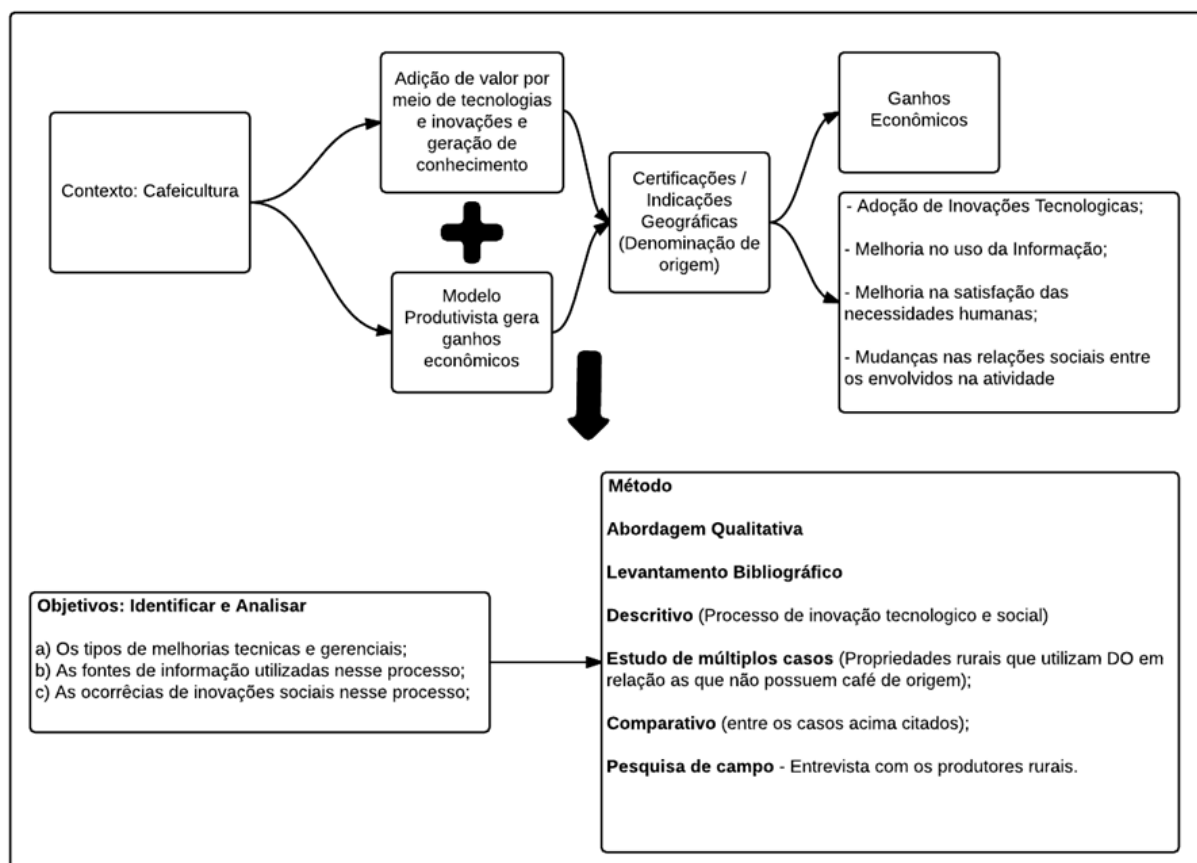 Contexto: Cafeicultura
Adição de valor por
meio de tecnologias
e inovações e
geração de
conhecimento
Modelo
Produtivista gera
ganhos
econômicos
Certificações /
Indicações
Geográficas
(Denominação de
origem)
Ganhos
Econômicos
- Adoção de Inovações Tecnologicas;
- Melhoria no uso da Informação;
- Melhoria na satisfação das
necessidades humanas;
- Mudanças nas relações sociais entre
os envolvidos na atividade
Objetivos: Identificar e Analisar
a) Os tipos de melhorias tecnicas e gerenciais;
b) As fontes de informação utilizadas nesse processo;
c) As ocorrêcias de inovações sociais nesse processo;
Método
Abordagem Qualitativa
Levantamento Bibliográfico
Descritivo (Processo de inovação tecnologico e social)
Estudo de múltiplos casos (Propriedades rurais que utilizam DO em
relação as que não possuem café de origem);
Comparativo (entre os casos acima citados);
Pesquisa de campo - Entrevista com os produtores rurais.